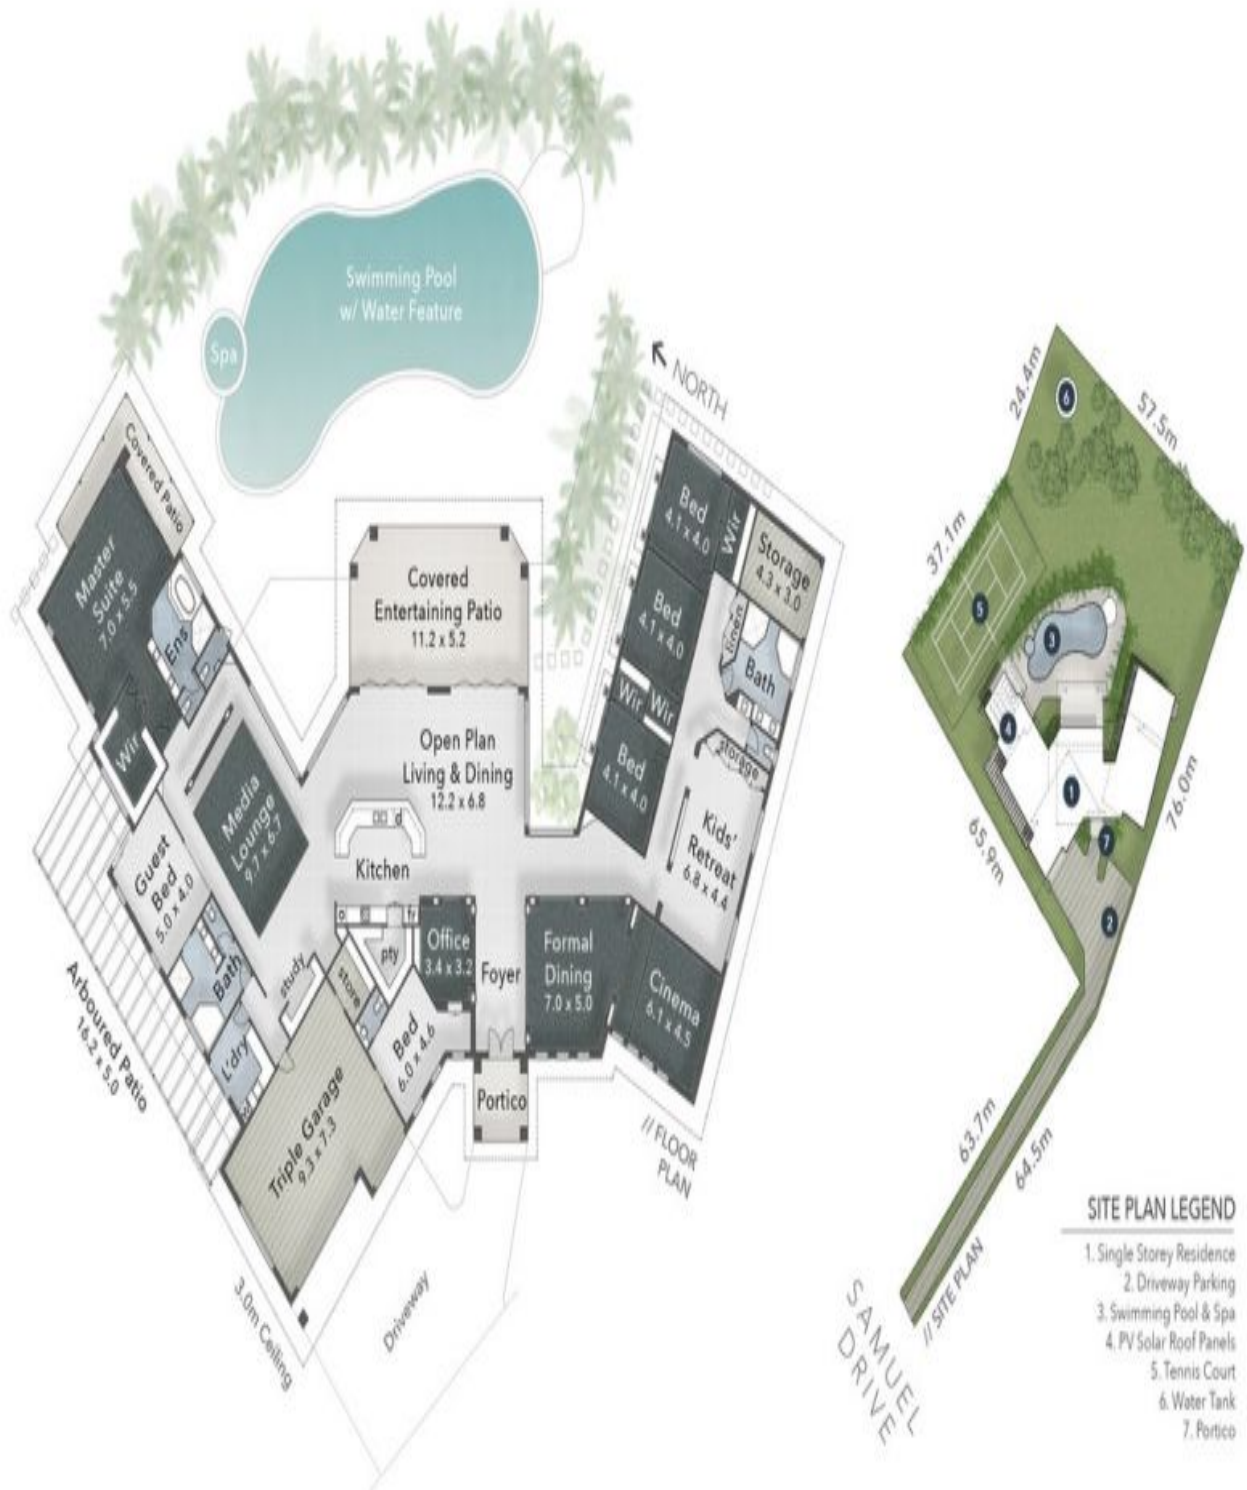 Swimming Pool
w/ Water Feature
Spa
NORTH
Covered Patio
Master
Suite
7.0 x 5.5
Ens
Wir
Covered
Entertaining Patio
11.2 x 5.2
Bed
4.1 x 4.0
Wir
Storage
4.3 x 3.0
Bed
4.1 x 4.0
linen
Bath
Wir
Wir
Bed
4.1 x 4.0
storage
Open Plan
Living & Dining
12.2 x 6.8
Media
Lounge
9.7 x 6.7
d
Kitchen
Kids'
Retreat
6.8 x 4.4
Guest
Bed
5.0 x 4.0
fr
Office
3.4 x 3.2
pty
Foyer
Formal
Dining
7.0 x 5.0
Cinema
6.1 x 4.5
Bath
study
store
Bed
6.0 x 4.6
L'dry
Arboured Patio
16.2 x 5.0
Triple Garage
9.3 x 7.3
Portico
// FLOOR
PLAN
3.0m Ceiling
Driveway
24.4m
57.5m
37.1m
76.0m
65.9m
63.7m
64.5m
6
5
3
4
1
7
2
// SITE PLAN
SAMUEL
DRIVE
SITE PLAN LEGEND
1. Single Storey Residence
2. Driveway Parking
3. Swimming Pool & Spa
4. PV Solar Roof Panels
5. Tennis Court
6. Water Tank
7. Portico